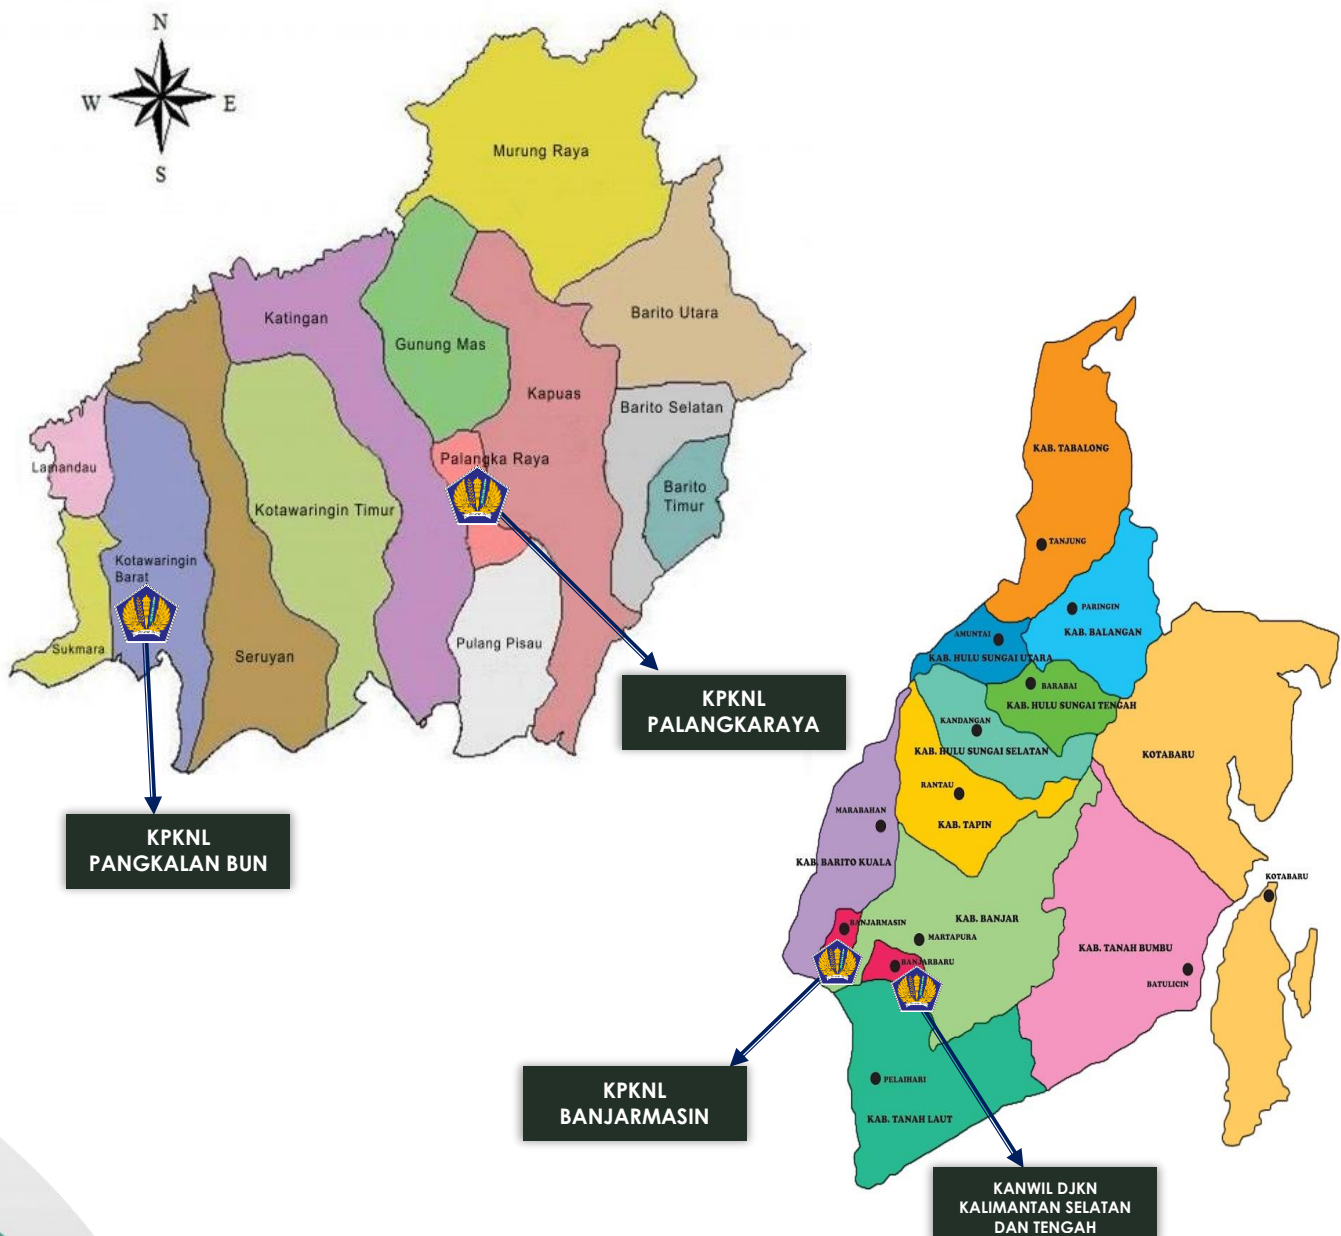 N
W
E
S
Murung Raya
Barito Utara
Katingan
Gunung Mas
Kapuas
Barito Selatan
Palangka Raya
Lamandau
Barito
Timur
Kotawaringin Timur
Kotawaringin
Barat
Pulang Pisau
Sukmara
Seruyan
KPKNL
PALANGKARAYA
KPKNL
PANGKALAN BUN
KAB. TABALONG
TANJUNG
PARINGIN
KAB. BALANGAN
AMUNTAI
KAB. HULU SUNGAI UTARA
BARABAI
KAB. HULU SUNGAI TENGAH
KANDANGAN
KAB. HULU SUNGAI SELATAN
KOTABARU
RANTAU
KAB. TAPIN
MARABAHAN
KAB. BARITO KUALA
KOTABARU
BANJARMASIN
KAB. BANJAR
MARTAPURA
KAB. TANAH BUMBU
BANJARBARU
BATULICIN
PELAIHARI
KAB. TANAH LAUT
KPKNL
BANJARMASIN
KANWIL DJKN
KALIMANTAN SELATAN
DAN TENGAH